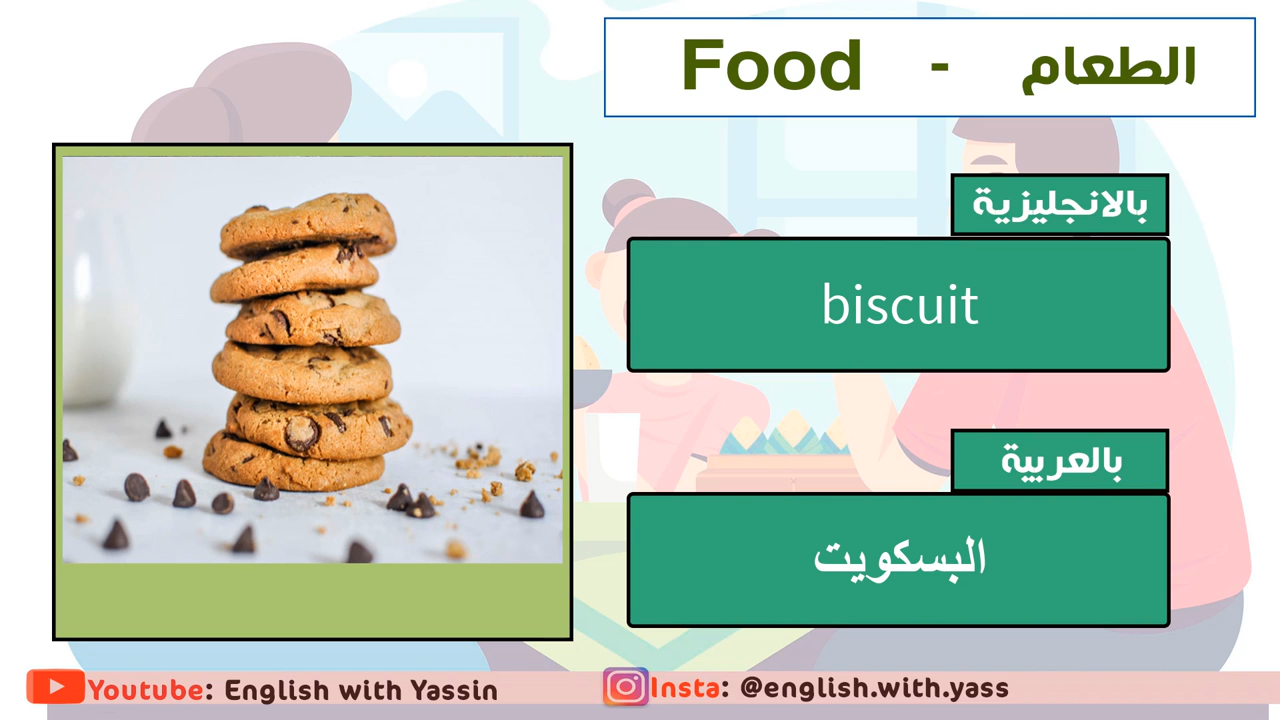 Food - الطعام
بالانجليزية
biscuit
بالعربية
البسكويت
Youtube: English with Yassin
Insta: @english.with.yass